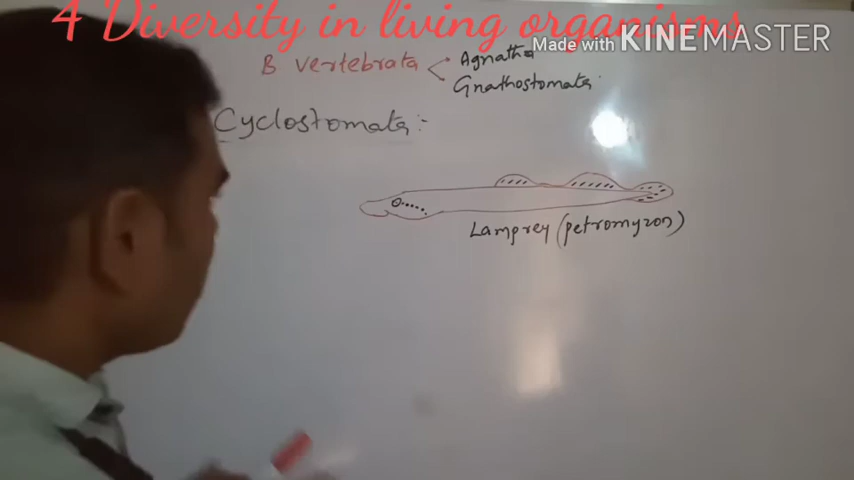 4 Diversity in living organisms
Made with KINEMASTER
B vertebrata < Agnatha
Gnathostomata
Cyclostomata :-
Lamprey (petromyzon)